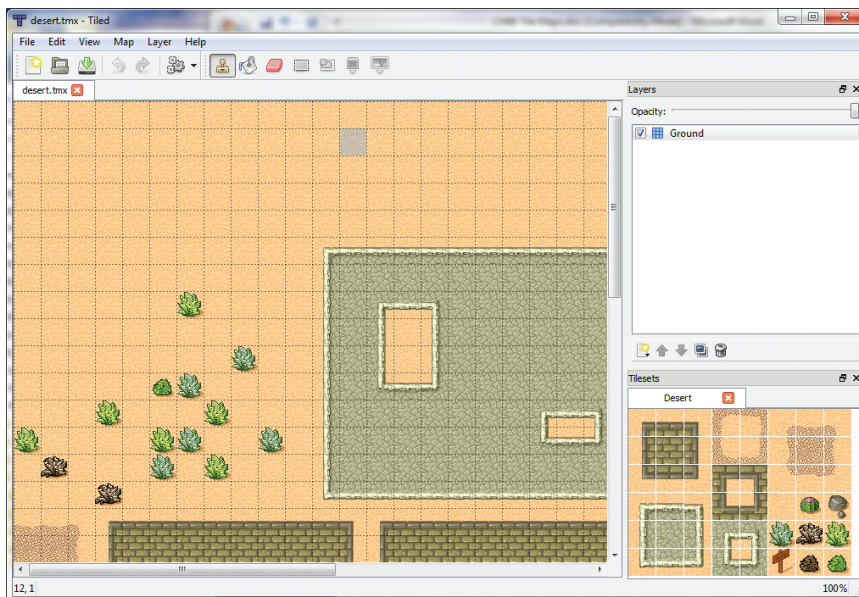 desert.tmx - Tiled
File Edit View Map Layer Help
desert.tmx
Layers
Opacity:
Ground
Tilesets
Desert
12, 1
100%